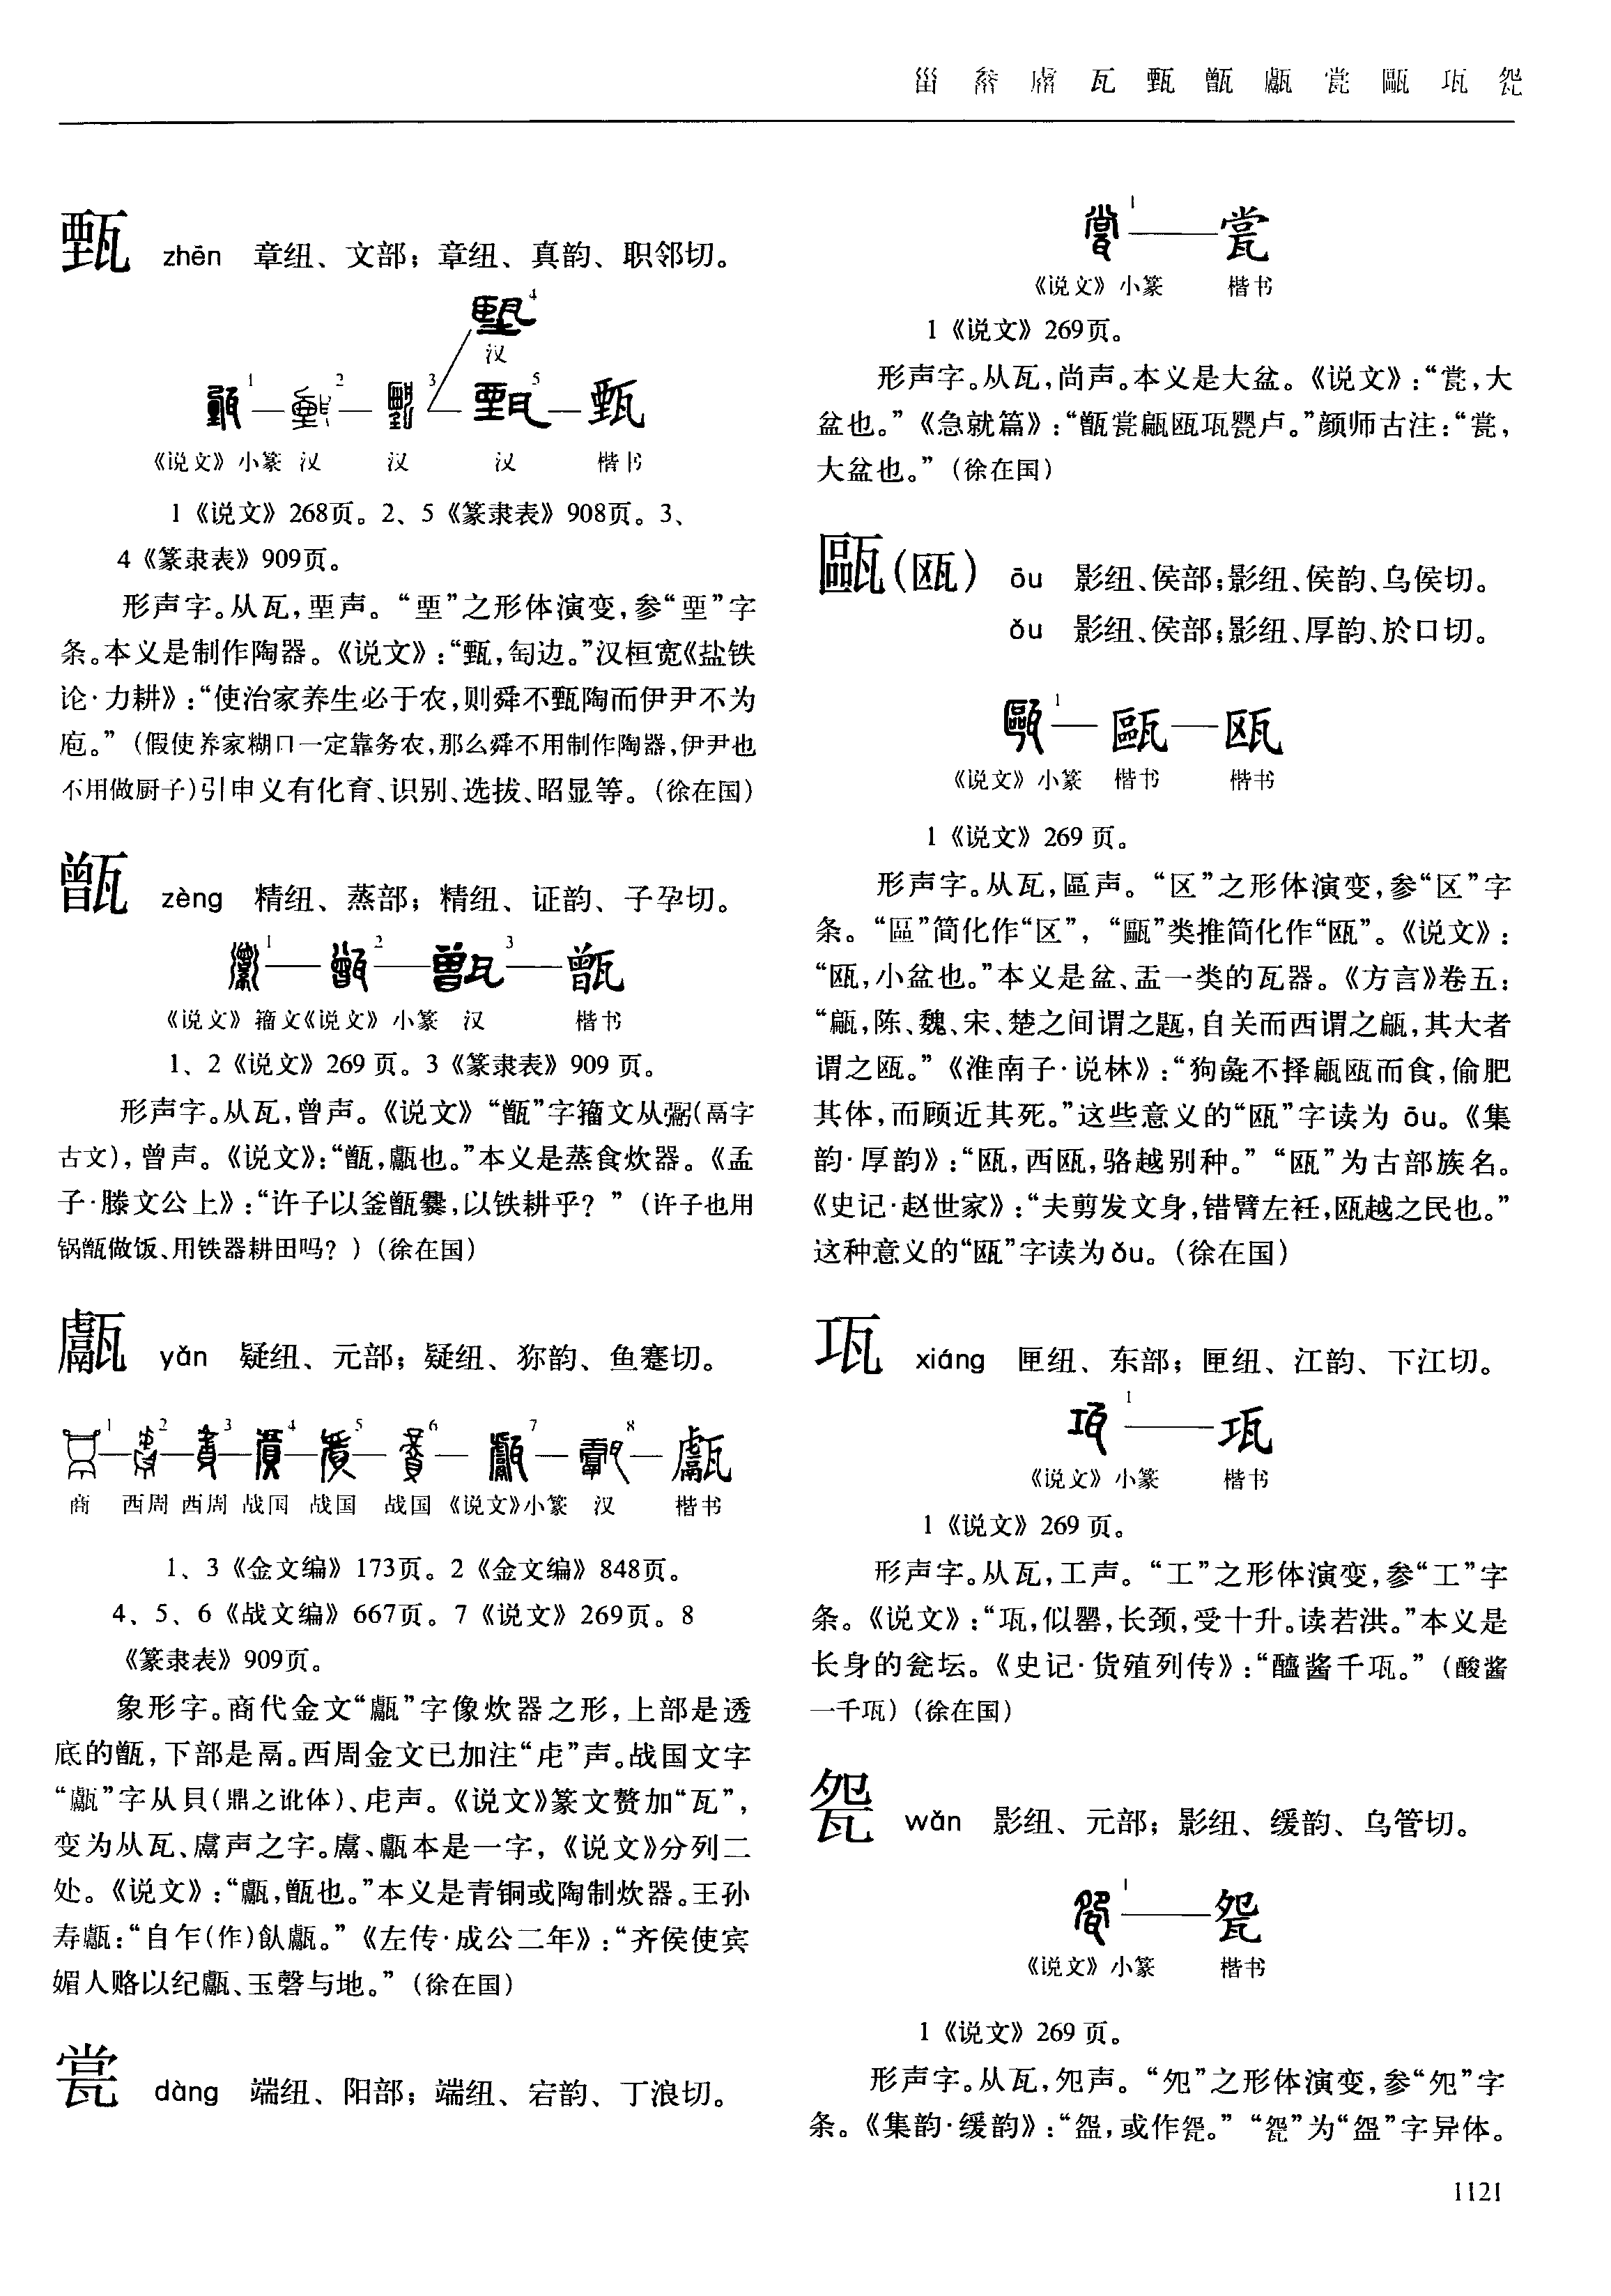 甾 𤮺 鬳 瓦 甄 甑 甗 瓽 甌 瓨 㼝
甄 zhēn 章纽、文部；章纽、真韵、职邻切。
4
汉
1 2 3 5
甄
《说文》小篆 汉 汉 汉 楷书
1《说文》268页。2、5《篆隶表》908页。3、
4《篆隶表》909页。
形声字。从瓦，垔声。“垔”之形体演变，参“垔”字
条。本义是制作陶器。《说文》：“甄，匋边。”汉桓宽《盐铁
论·力耕》：“使治家养生必于农，则舜不甄陶而伊尹不为
庖。”（假使养家糊口一定靠务农，那么舜不用制作陶器，伊尹也
不用做厨子）引申义有化育、识别、选拔、昭显等。（徐在国）
甑 zèng 精纽、蒸部；精纽、证韵、子孕切。
1 2 3 甑
《说文》籀文《说文》小篆 汉 楷书
1、2《说文》269页。3《篆隶表》909页。
形声字。从瓦，曾声。《说文》“甑”字籀文从䰜（鬲字
古文），曾声。《说文》：“甑，甗也。”本义是蒸食炊器。《孟
子·滕文公上》：“许子以釜甑爨，以铁耕乎？”（许子也用
锅甑做饭、用铁器耕田吗？）（徐在国）
甗 yǎn 疑纽、元部；疑纽、狝韵、鱼蹇切。
1 2 3 4 5 6 7 8 甗
商 西周 西周 战国 战国 战国《说文》小篆 汉 楷书
1、3《金文编》173页。2《金文编》848页。
4、5、6《战文编》667页。7《说文》269页。8
《篆隶表》909页。
象形字。商代金文“甗”字像炊器之形，上部是透
底的甑，下部是鬲。西周金文已加注“虍”声。战国文字
“甗”字从貝（鼎之讹体）、虍声。《说文》篆文赘加“瓦”，
变为从瓦、鬳声之字。鬳、甗本是一字，《说文》分列二
处。《说文》：“甗，甑也。”本义是青铜或陶制炊器。王孙
寿甗：“自乍（作）飤甗。”《左传·成公二年》：“齐侯使宾
媚人赂以纪甗、玉磬与地。”（徐在国）
瓽 dàng 端纽、阳部；端纽、宕韵、丁浪切。
1 瓽
《说文》小篆 楷书
1《说文》269页。
形声字。从瓦，尚声。本义是大盆。《说文》：“瓽，大
盆也。”《急就篇》：“甑瓽甂瓯瓨罂卢。”颜师古注：“瓽，
大盆也。”（徐在国）
甌（瓯） ōu 影纽、侯部；影纽、侯韵、乌侯切。
ǒu 影纽、侯部；影纽、厚韵、於口切。
1 甌 瓯
《说文》小篆 楷书 楷书
1《说文》269页。
形声字。从瓦，區声。“区”之形体演变，参“区”字
条。“區”简化作“区”，“甌”类推简化作“瓯”。《说文》：
“瓯，小盆也。”本义是盆、盂一类的瓦器。《方言》卷五：
“甂，陈、魏、宋、楚之间谓之题，自关而西谓之甂，其大者
谓之瓯。”《淮南子·说林》：“狗彘不择甂瓯而食，偷肥
其体，而顾近其死。”这些意义的“瓯”字读为 ōu。《集
韵·厚韵》：“瓯，西瓯，骆越别种。”“瓯”为古部族名。
《史记·赵世家》：“夫剪发文身，错臂左衽，瓯越之民也。”
这种意义的“瓯”字读为ǒu。（徐在国）
瓨 xiáng 匣纽、东部；匣纽、江韵、下江切。
1 瓨
《说文》小篆 楷书
1《说文》269页。
形声字。从瓦，工声。“工”之形体演变，参“工”字
条。《说文》：“瓨，似罂，长颈，受十升。读若洪。”本义是
长身的瓮坛。《史记·货殖列传》：“醯酱千瓨。”（酸酱
一千瓨）（徐在国）
㼝 wǎn 影纽、元部；影纽、缓韵、乌管切。
1 㼝
《说文》小篆 楷书
1《说文》269页。
形声字。从瓦，夗声。“夗”之形体演变，参“夗”字
条。《集韵·缓韵》：“盌，或作㼝。”“㼝”为“盌”字异体。
1121